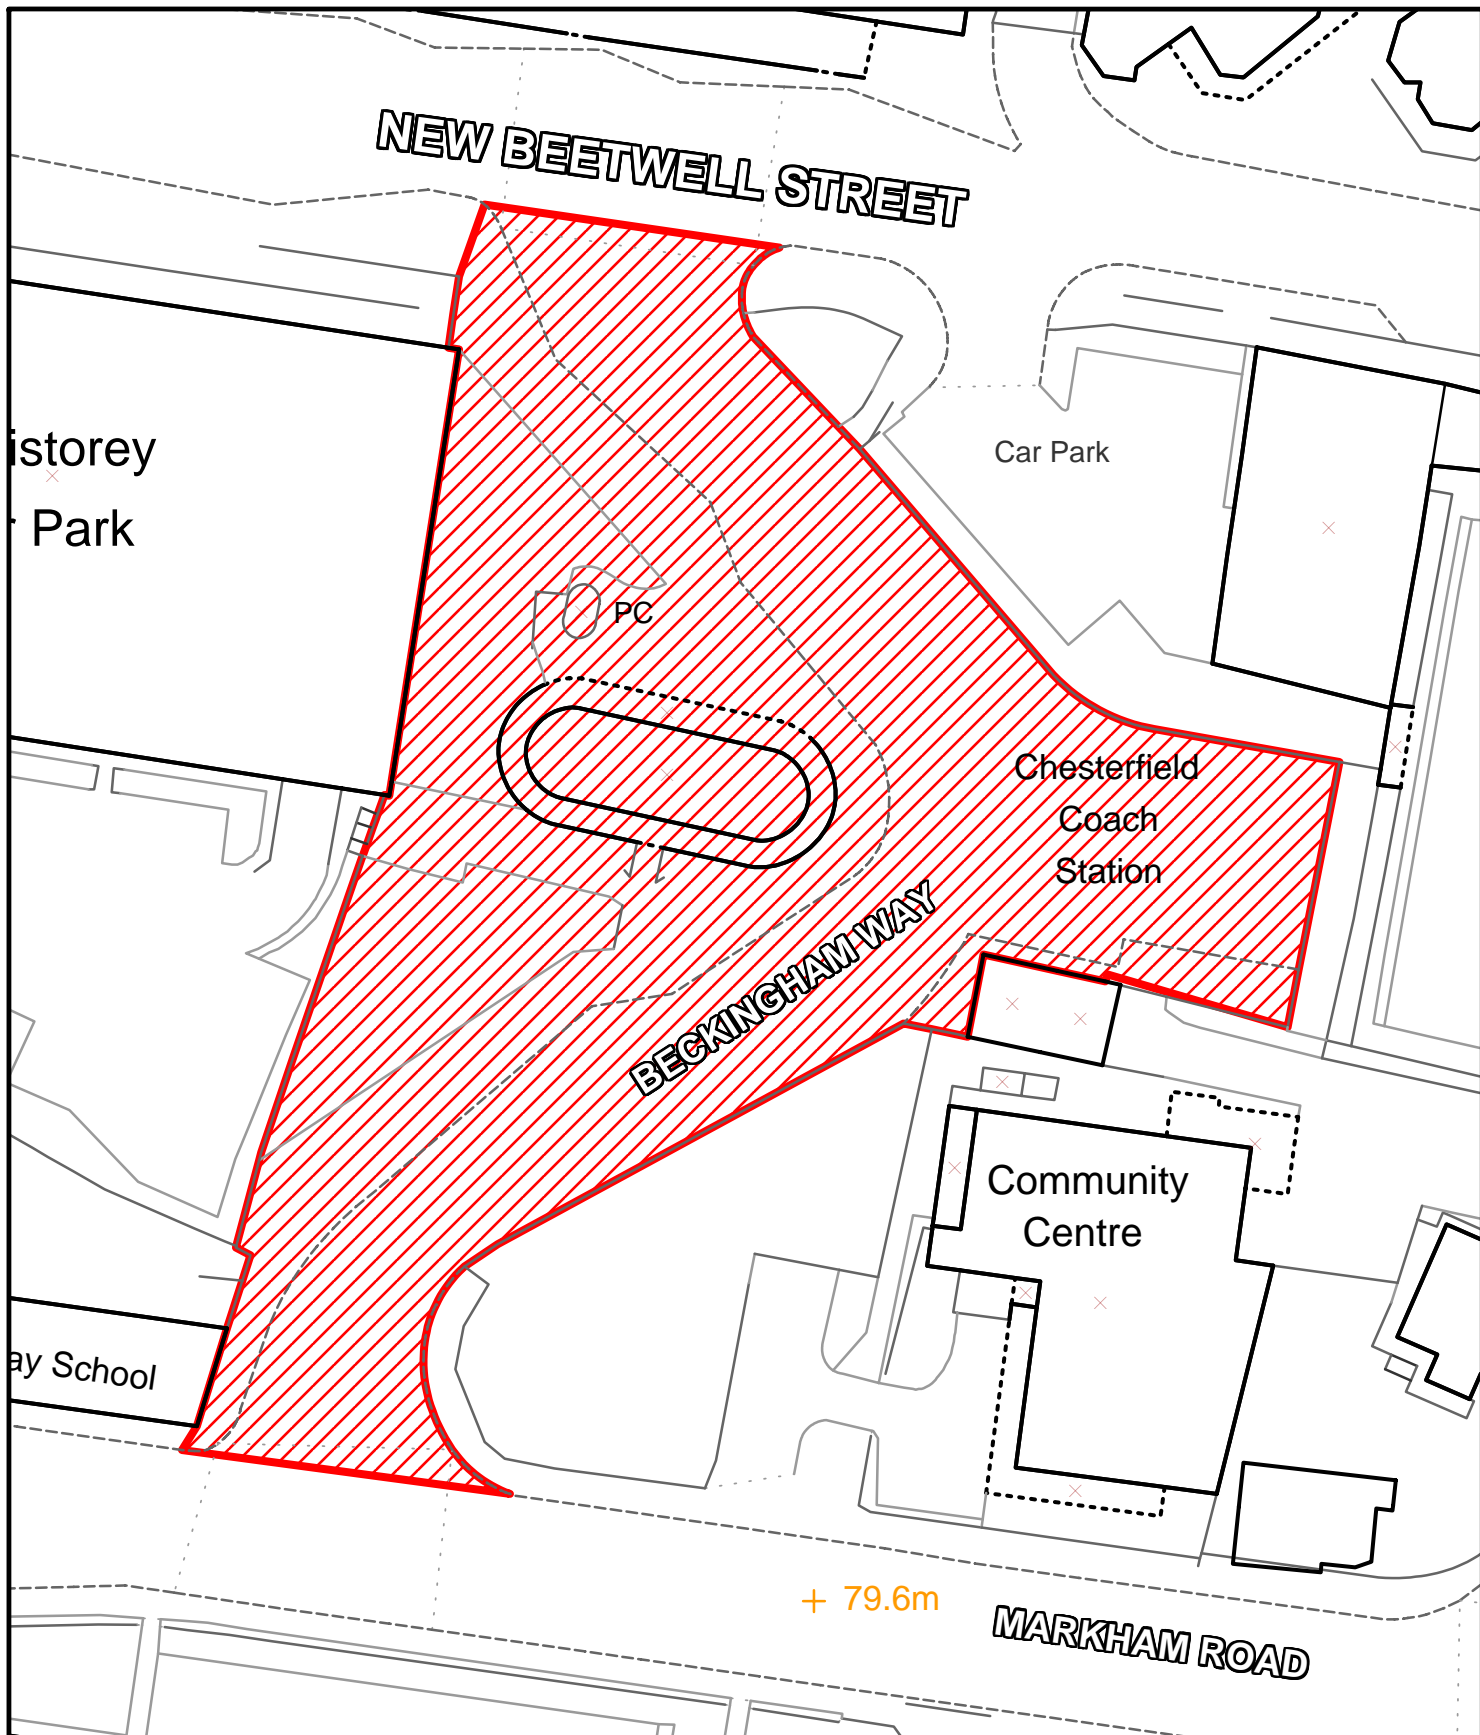 NEW BEETWELL STREET
istorey
Park
Car Park
PC
Chesterfield
Coach
Station
BECKINGHAM WAY
Community
Centre
ay School
79.6m
MARKHAM ROAD